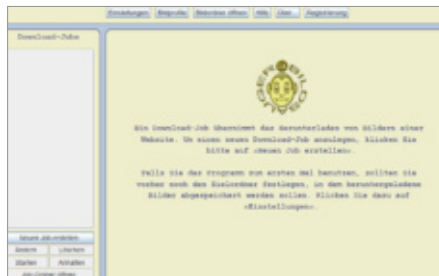 Einstellungen Webprofile Bildordner öffnen Hilfe Über... Registrierung
Download-Jobs
Ein Download-Job übernimmt das Herunterladen von Bildern einer
Website. Um einen neuen Download-Job anzulegen, klicken Sie
bitte auf »Neuen Job erstellen«.
Falls Sie das Programm zum ersten Mal benutzen, sollten Sie
vorher noch den Zielordner festlegen, in dem heruntergeladene
Bilder abgespeichert werden sollen. Klicken Sie dazu auf
»Einstellungen«.
Neuen Job erstellen
Ändern Löschen
Starten Anhalten